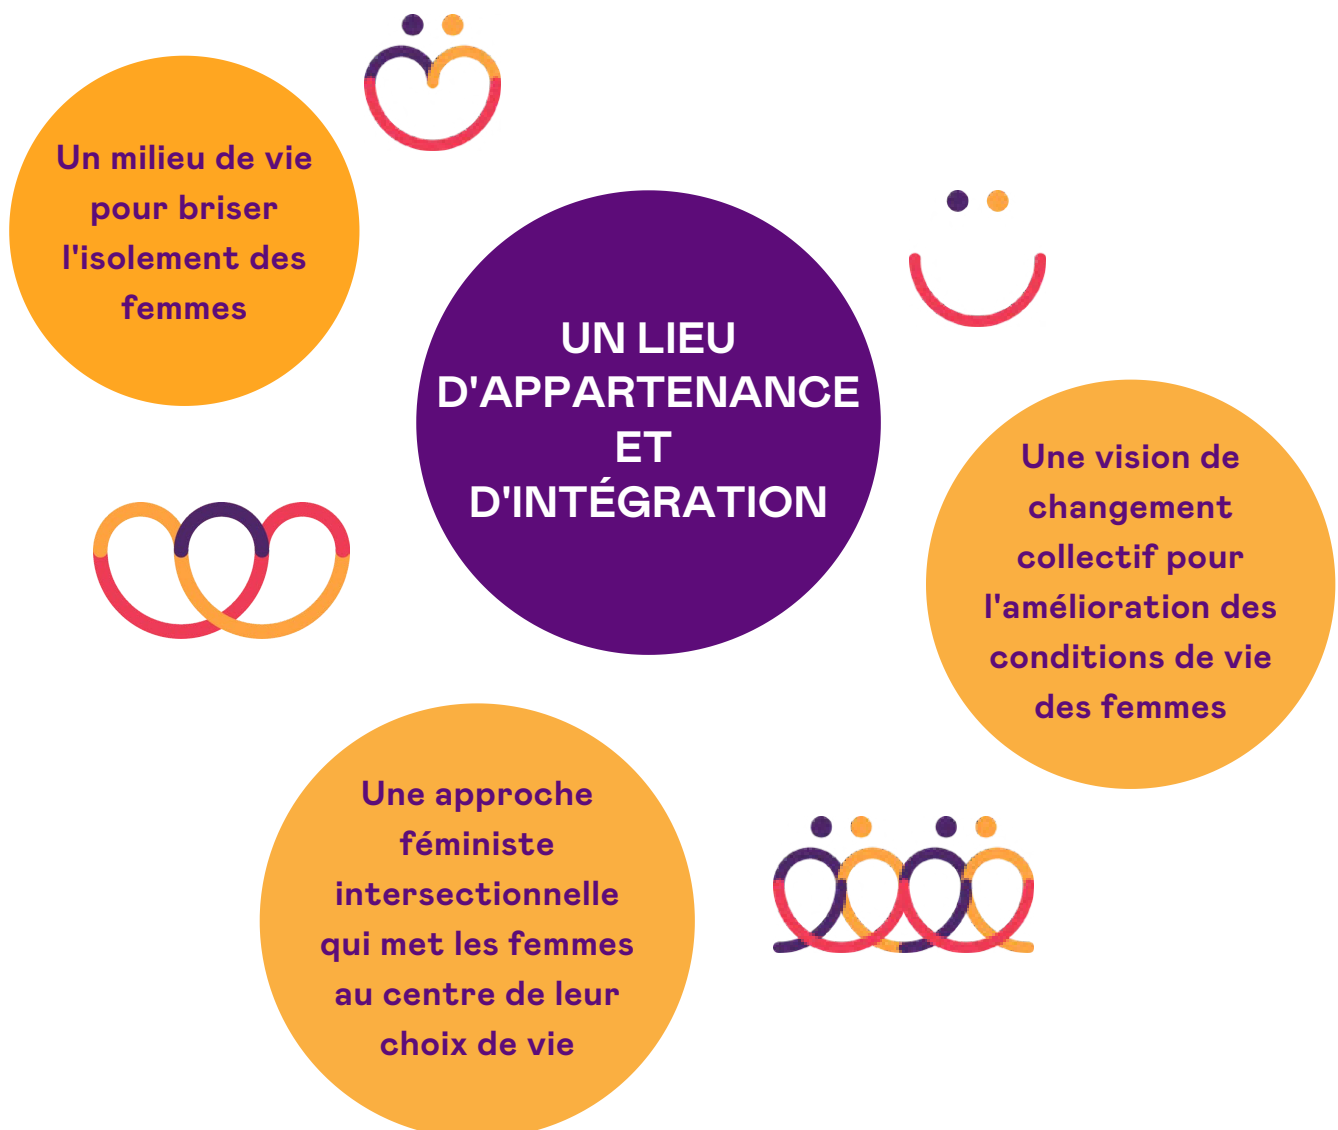 Un milieu de vie
pour briser
l'isolement des
femmes
UN LIEU
D'APPARTENANCE
ET
D'INTÉGRATION
Une vision de
changement
collectif pour
l'amélioration des
conditions de vie
des femmes
Une approche
féministe
intersectionnelle
qui met les femmes
au centre de leur
choix de vie